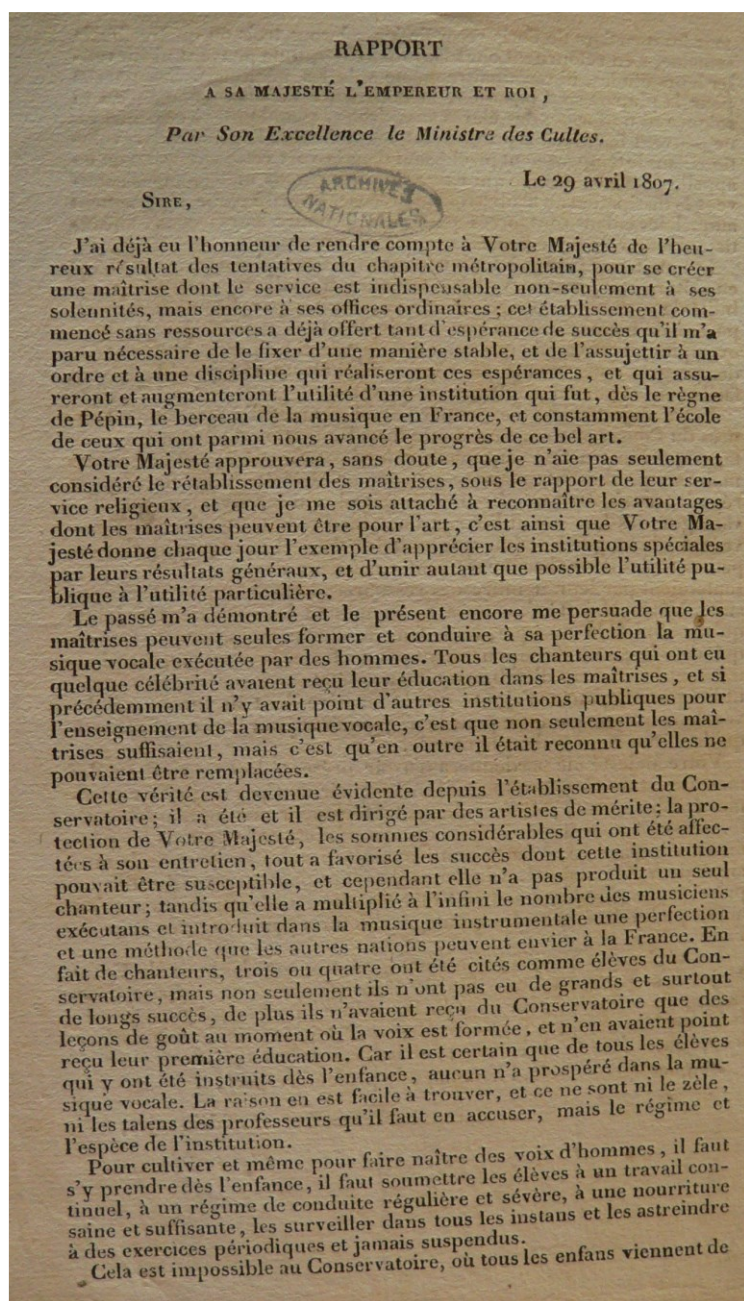 RAPPORT
A SA MAJESTÉ L'EMPEREUR ET ROI,
Par Son Excellence le Ministre des Cultes.
Le 29 avril 1807.
ARCHIVES
NATIONALES
SIRE,
J'ai déjà eu l'honneur de rendre compte à Votre Majesté de l'heu-
reux résultat des tentatives du chapitre métropolitain, pour se créer
une maîtrise dont le service est indispensable non-seulement à ses
solennités, mais encore à ses offices ordinaires ; cet établissement com-
mencé sans ressources a déjà offert tant d'espérance de succès qu'il m'a
paru nécessaire de le fixer d'une manière stable, et de l'assujettir à un
ordre et à une discipline qui réaliseront ces espérances, et qui assu-
reront et augmenteront l'utilité d'une institution qui fut, dès le règne
de Pépin, le berceau de la musique en France, et constamment l'école
de ceux qui ont parmi nous avancé le progrès de ce bel art.
Votre Majesté approuvera, sans doute, que je n'aie pas seulement
considéré le rétablissement des maîtrises, sous le rapport de leur ser-
vice religieux, et que je me sois attaché à reconnaître les avantages
dont les maîtrises peuvent être pour l'art, c'est ainsi que Votre Ma-
jesté donne chaque jour l'exemple d'apprécier les institutions spéciales
par leurs résultats généraux, et d'unir autant que possible l'utilité pu-
blique à l'utilité particulière.
Le passé m'a démontré et le présent encore me persuade que les
maîtrises peuvent seules former et conduire à sa perfection la mu-
sique vocale exécutée par des hommes. Tous les chanteurs qui ont eu
quelque célébrité avaient reçu leur éducation dans les maîtrises, et si
précédemment il n'y avait point d'autres institutions publiques pour
l'enseignement de la musique vocale, c'est que non seulement les maî-
trises suffisaient, mais c'est qu'en outre il était reconnu qu'elles ne
pouvaient être remplacées.
Cette vérité est devenue évidente depuis l'établissement du Con-
servatoire ; il a été et il est dirigé par des artistes de mérite : la pro-
tection de Votre Majesté, les sommes considérables qui ont été affec-
tées à son entretien, tout a favorisé les succès dont cette institution
pouvait être susceptible, et cependant elle n'a pas produit un seul
chanteur ; tandis qu'elle a multiplié à l'infini le nombre des musiciens
exécutans et introduit dans la musique instrumentale une perfection
et une méthode que les autres nations peuvent envier à la France. En
fait de chanteurs, trois ou quatre ont été cités comme élèves du Con-
servatoire, mais non seulement ils n'ont pas eu de grands et surtout
de longs succès, de plus ils n'avaient reçu du Conservatoire que des
leçons de goût au moment où la voix est formée, et n'en avaient point
reçu leur première éducation. Car il est certain que de tous les élèves
qui y ont été instruits dès l'enfance, aucun n'a prospéré dans la mu-
sique vocale. La raison en est facile à trouver, et ce ne sont ni le zèle,
ni les talens des professeurs qu'il faut en accuser, mais le régime et
l'espèce de l'institution.
Pour cultiver et même pour faire naître des voix d'hommes, il faut
s'y prendre dès l'enfance, il faut soumettre les élèves à un travail con-
tinuel, à un régime de conduite régulière et sévère, à une nourriture
saine et suffisante, les surveiller dans tous les instans et les astreindre
à des exercices périodiques et jamais suspendus.
Cela est impossible au Conservatoire, où tous les enfans viennent de